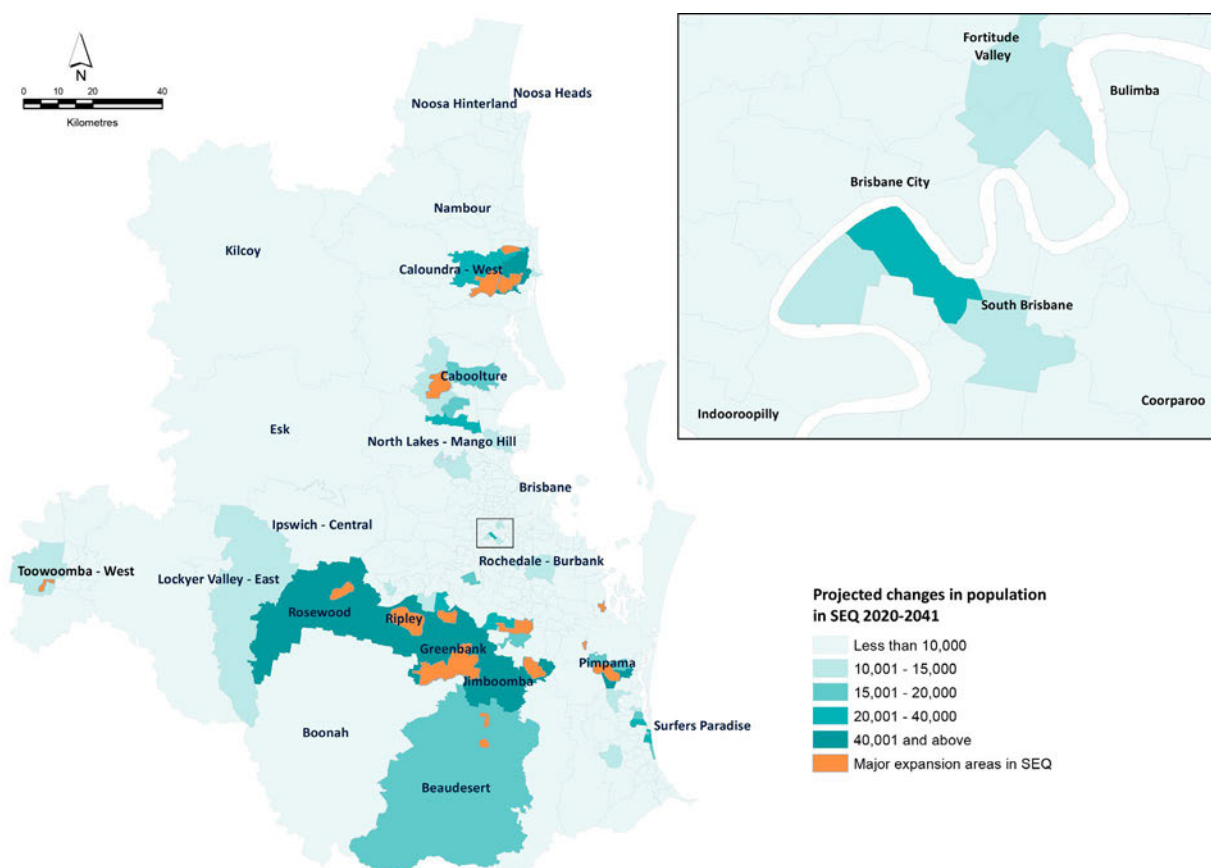 N
0 10 20 40
Kilometres
Noosa Heads
Noosa Hinterland
Nambour
Kilcoy
Caloundra - West
Caboolture
Esk
North Lakes - Mango Hill
Brisbane
Ipswich - Central
Rochedale - Burbank
Toowoomba - West
Lockyer Valley - East
Rosewood
Ripley
Greenbank
Pimpama
Jimboomba
Surfers Paradise
Boonah
Beaudesert
Fortitude
Valley
Bulimba
Brisbane City
South Brisbane
Coorparoo
Indooroopilly
Projected changes in population
in SEQ 2020-2041
Less than 10,000
10,001 - 15,000
15,001 - 20,000
20,001 - 40,000
40,001 and above
Major expansion areas in SEQ